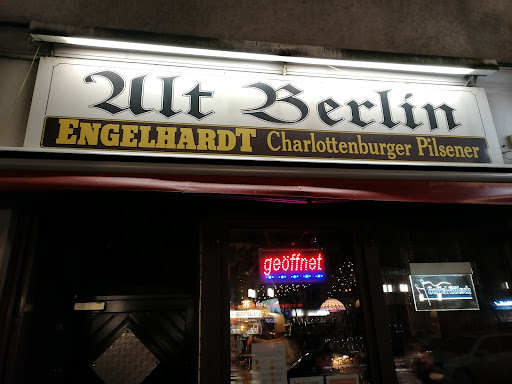 Alt Berlin
ENGELHARDT Charlottenburger Pilsener
geöffnet